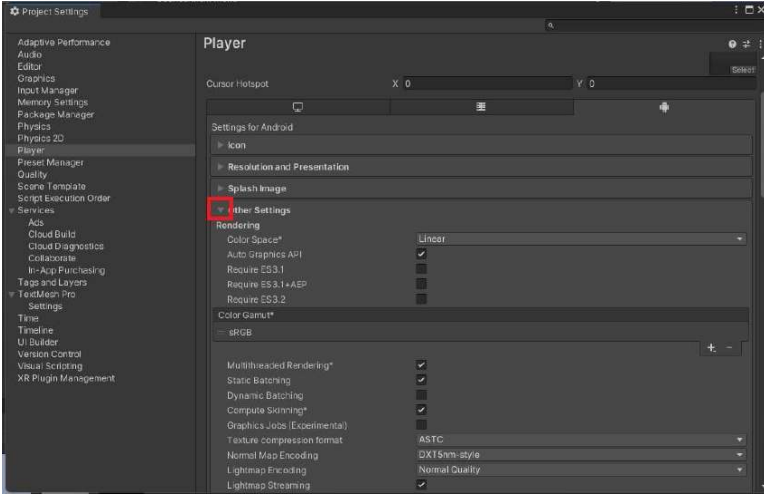 Project Settings
Adaptive Performance
Audio
Editor
Graphics
Input Manager
Memory Settings
Package Manager
Physics
Physics 2D
Player
Preset Manager
Quality
Scene Template
Script Execution Order
Services
Ads
Cloud Build
Cloud Diagnostics
Collaborate
In-App Purchasing
Tags and Layers
TextMesh Pro
Settings
Time
Timeline
UI Builder
Version Control
Visual Scripting
XR Plugin Management
Player
Select
Cursor Hotspot X 0 Y 0
Settings for Android
Icon
Resolution and Presentation
Splash Image
Other Settings
Rendering
Color Space* Linear
Auto Graphics API
Require ES3.1
Require ES3.1+AEP
Require ES3.2
Color Gamut*
sRGB
Multithreaded Rendering*
Static Batching
Dynamic Batching
Compute Skinning*
Graphics Jobs (Experimental)
Texture compression format ASTC
Normal Map Encoding DXT5nm-style
Lightmap Encoding Normal Quality
Lightmap Streaming